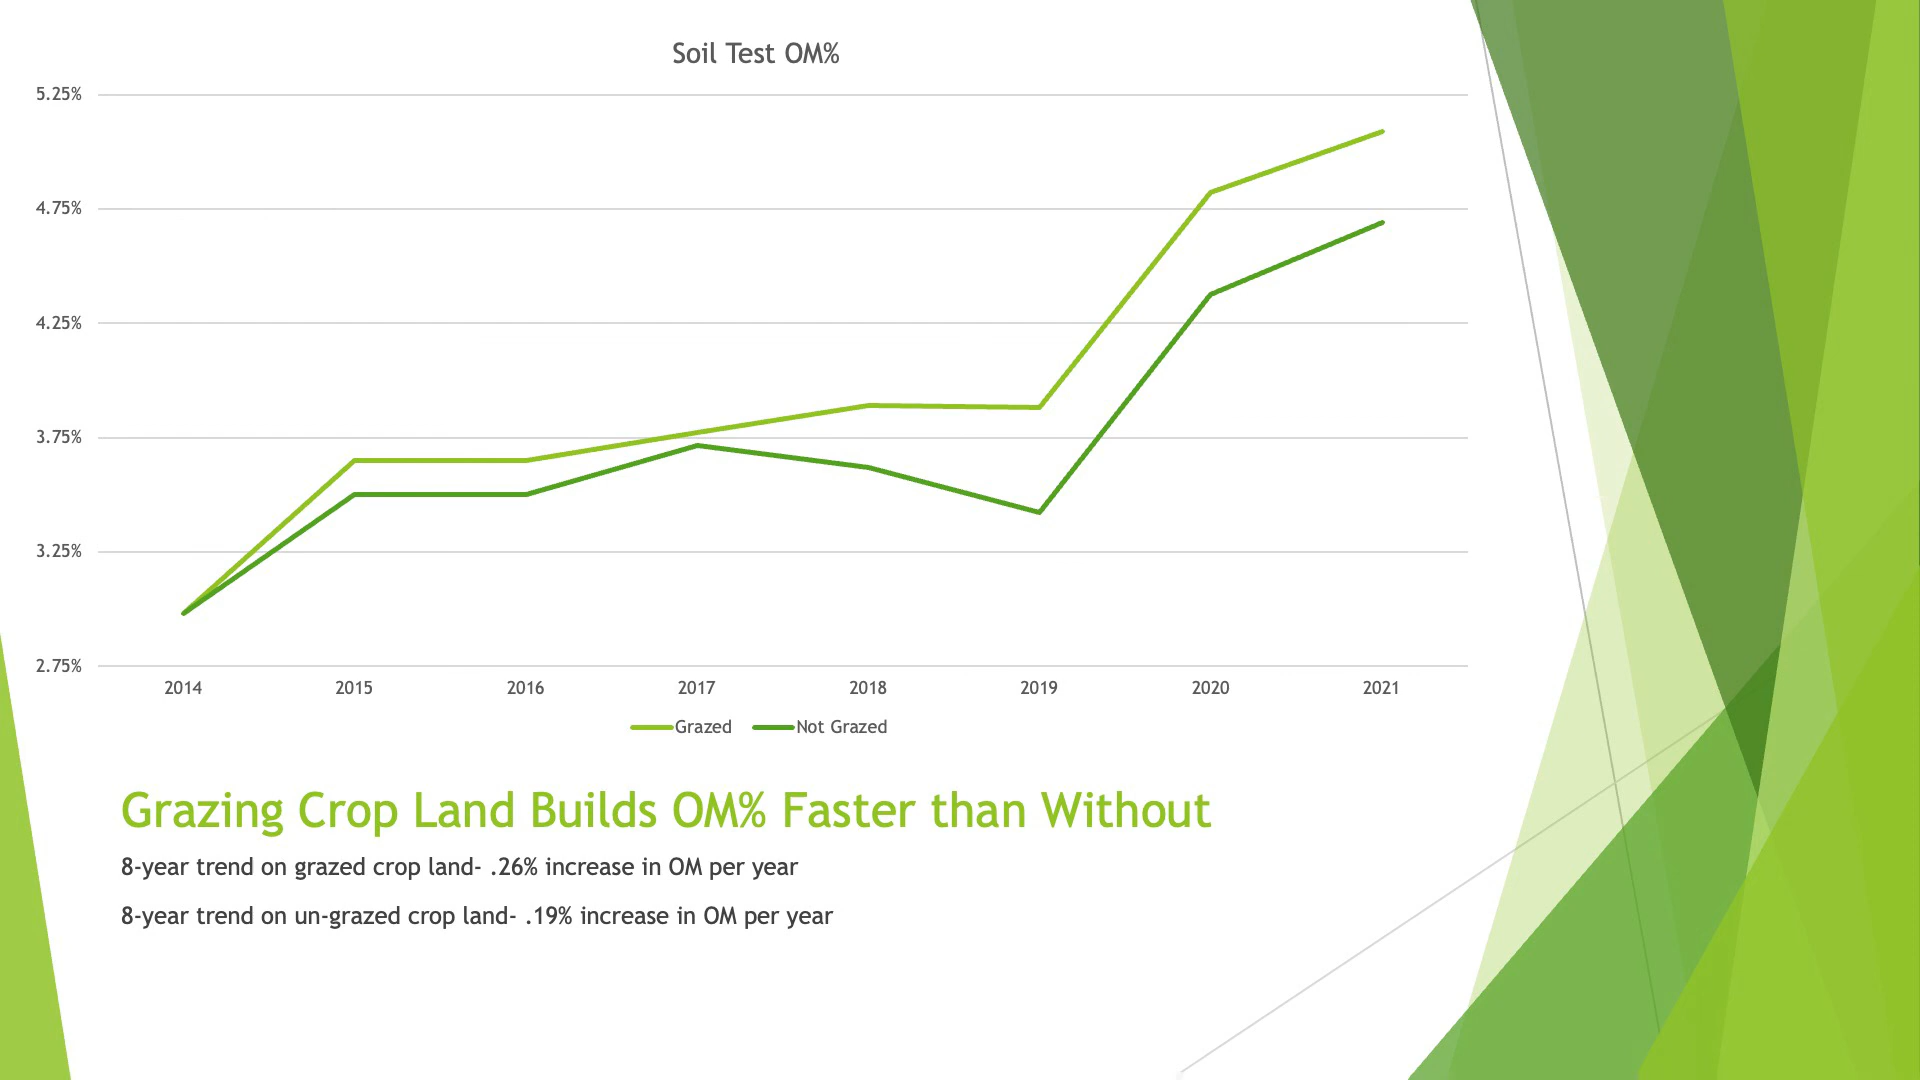 Soil Test OM%
5.25%
4.75%
4.25%
3.75%
3.25%
2.75%
2014 2015 2016 2017 2018 2019 2020 2021
Grazed Not Grazed
Grazing Crop Land Builds OM% Faster than Without
8-year trend on grazed crop land- .26% increase in OM per year
8-year trend on un-grazed crop land- .19% increase in OM per year